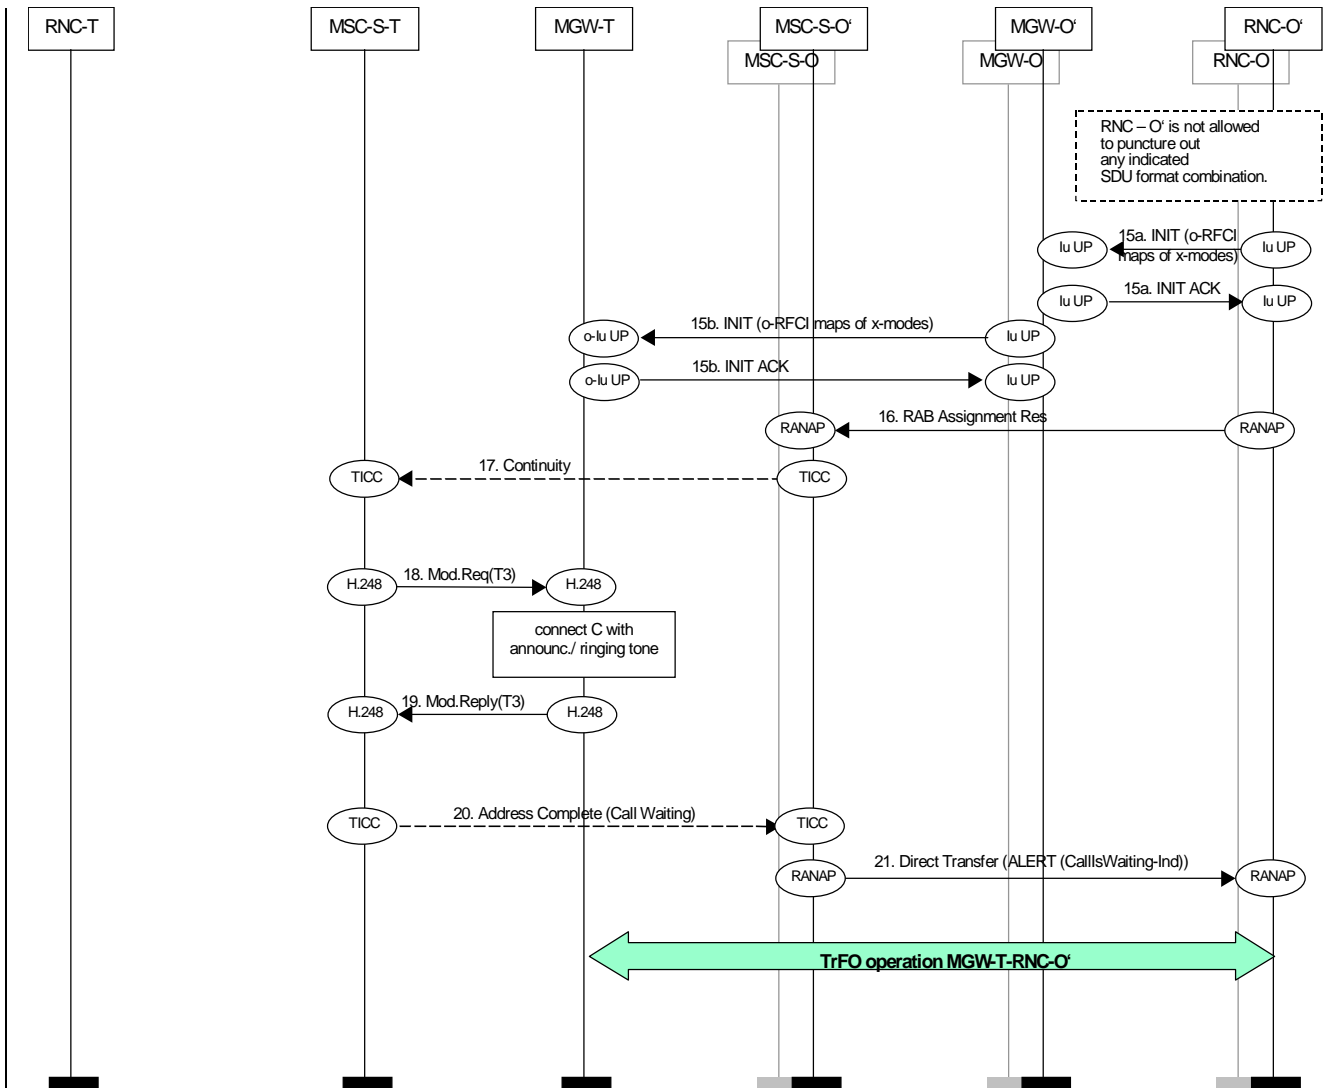 RNC-T
MSC-S-T
MGW-T
MSC-S-O‘
MGW-O‘
RNC-O‘
MSC-S-O
MGW-O
RNC-O
RNC – O‘ is not allowed
to puncture out
any indicated
SDU format combination.
Iu UP
15a. INIT (o-RFCI
maps of x-modes)
Iu UP
Iu UP
15a. INIT ACK
Iu UP
o-Iu UP
15b. INIT (o-RFCI maps of x-modes)
Iu UP
o-Iu UP
15b. INIT ACK
Iu UP
RANAP
16. RAB Assignment Res
RANAP
TICC
17. Continuity
TICC
H.248
18. Mod.Req(T3)
H.248
connect C with
announc./ ringing tone
H.248
19. Mod.Reply(T3)
H.248
TICC
20. Address Complete (Call Waiting)
TICC
RANAP
21. Direct Transfer (ALERT (CallIsWaiting-Ind))
RANAP
TrFO operation MGW-T-RNC-O‘